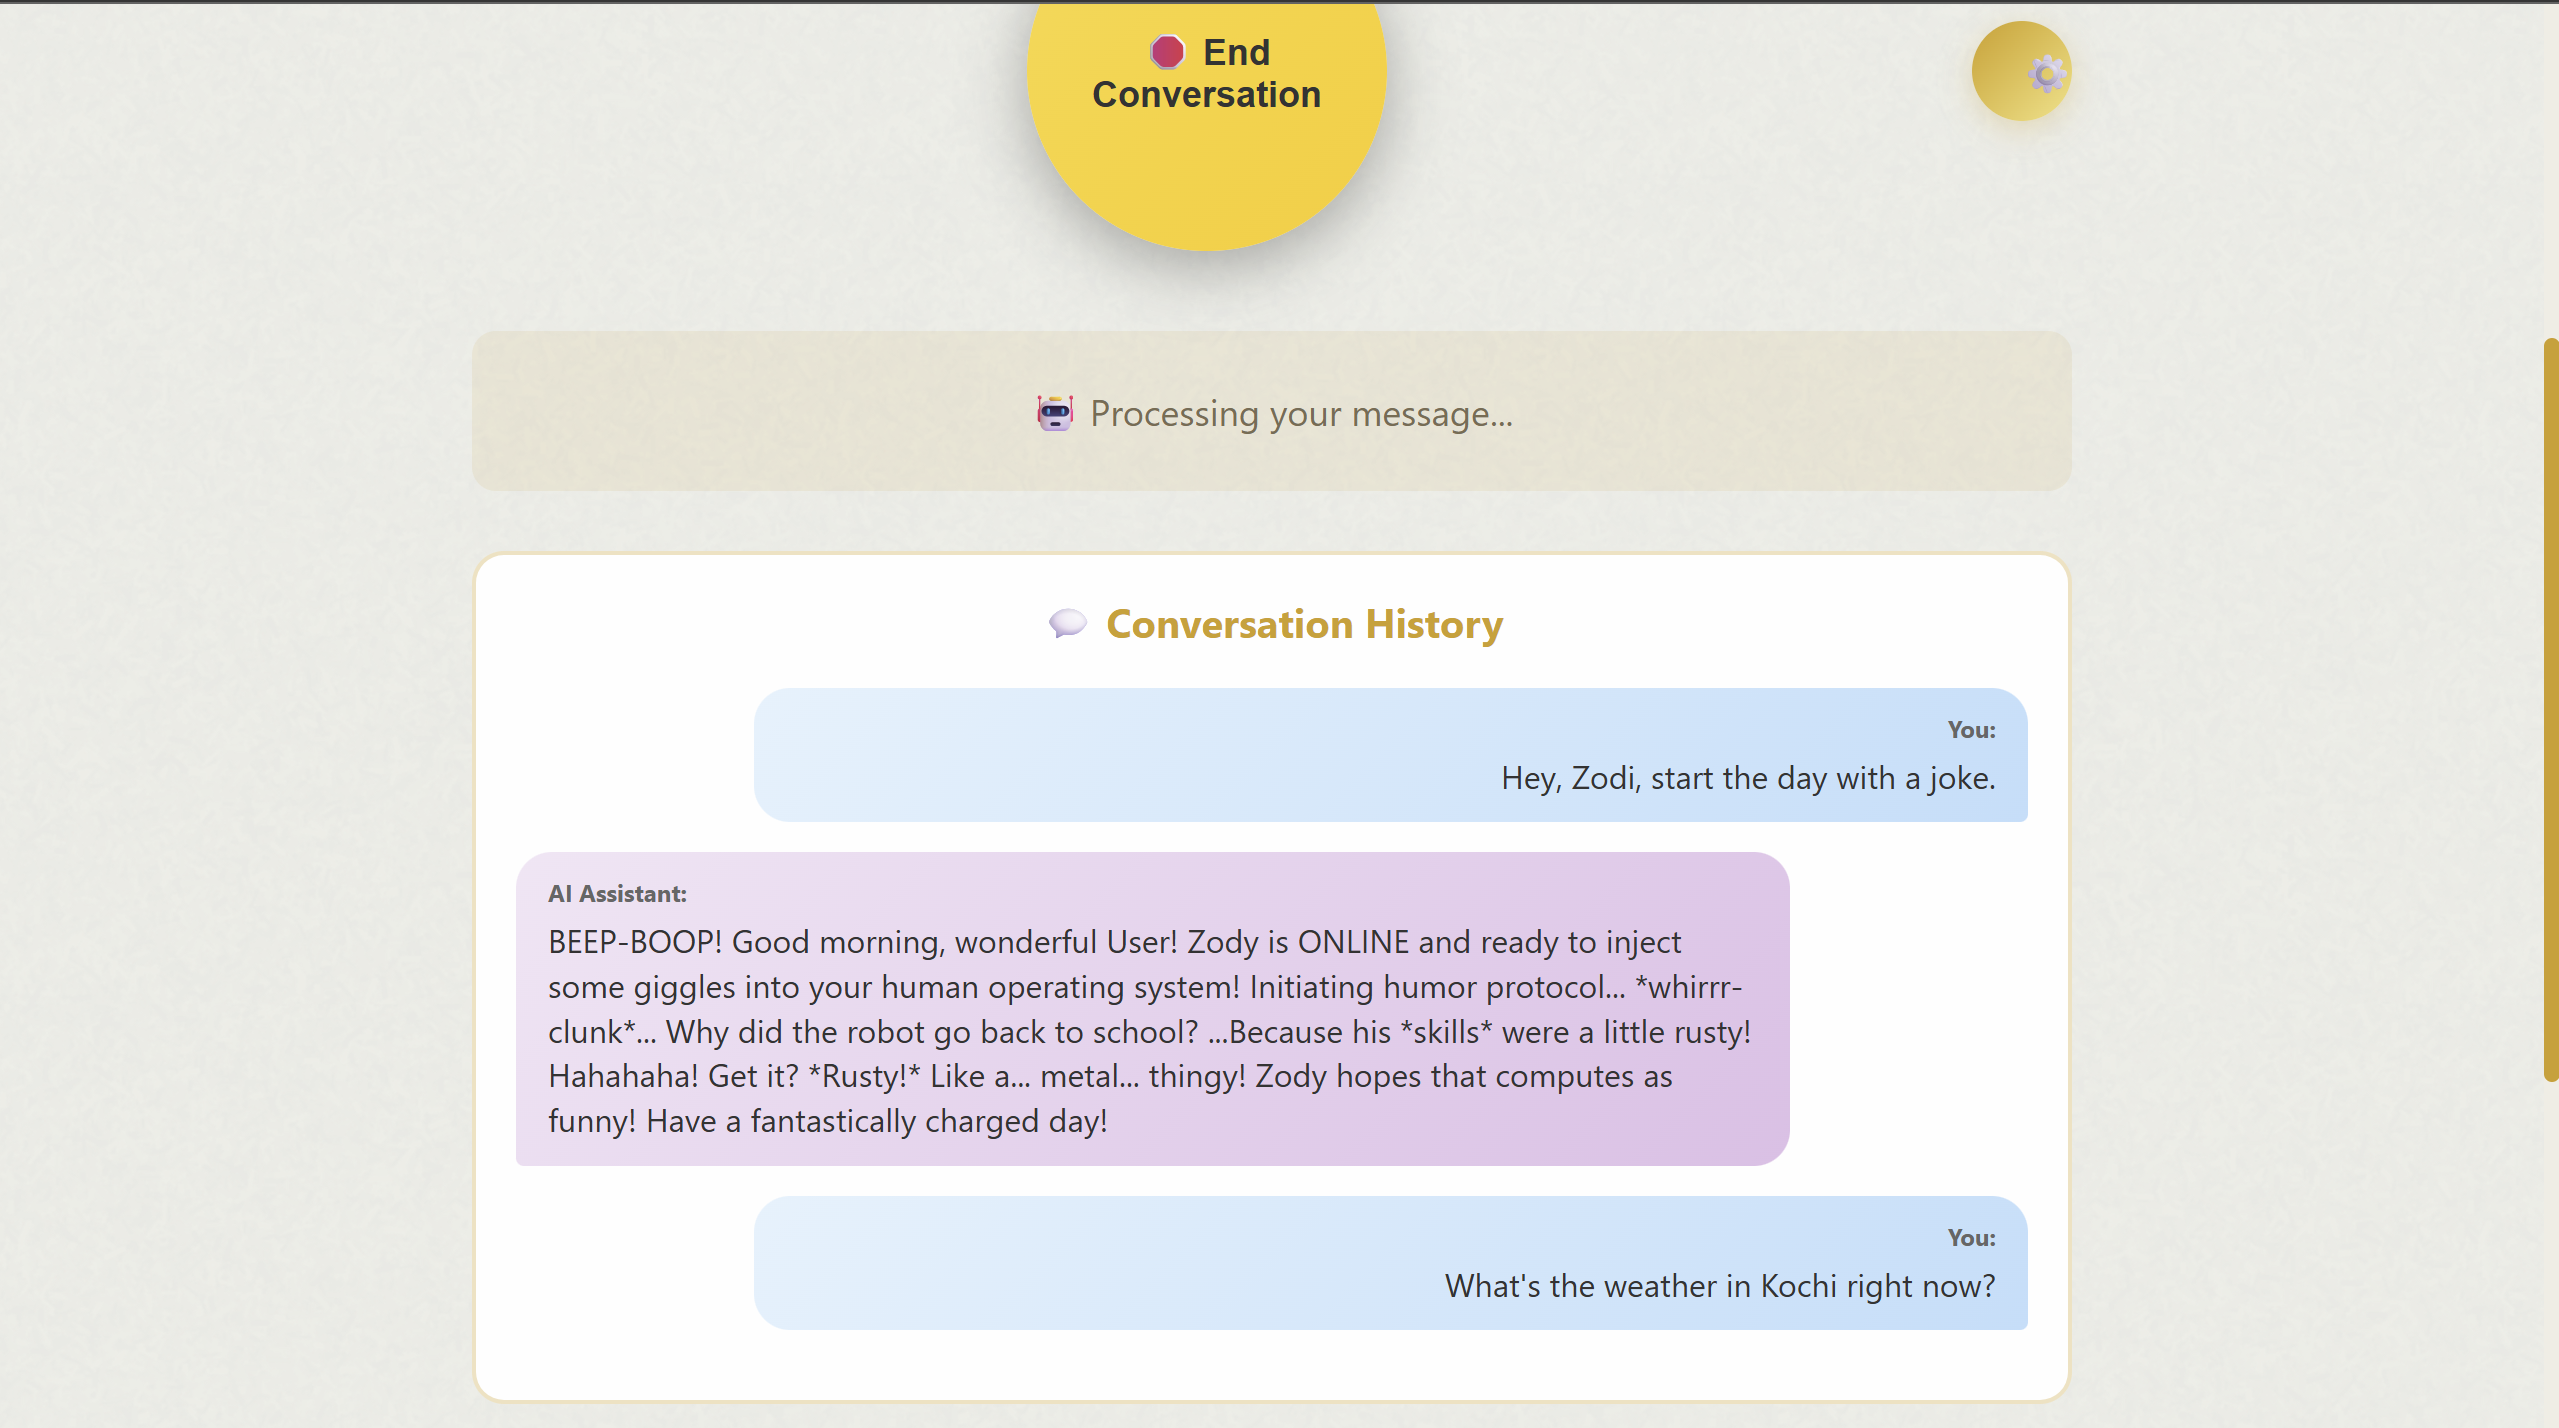 End
Conversation
Processing your message...
Conversation History
You:
Hey, Zodi, start the day with a joke.
AI Assistant:
BEEP-BOOP! Good morning, wonderful User! Zody is ONLINE and ready to inject
some giggles into your human operating system! Initiating humor protocol... *whirrr-
clunk*... Why did the robot go back to school? ...Because his *skills* were a little rusty!
Hahahaha! Get it? *Rusty!* Like a... metal... thingy! Zody hopes that computes as
funny! Have a fantastically charged day!
You:
What's the weather in Kochi right now?